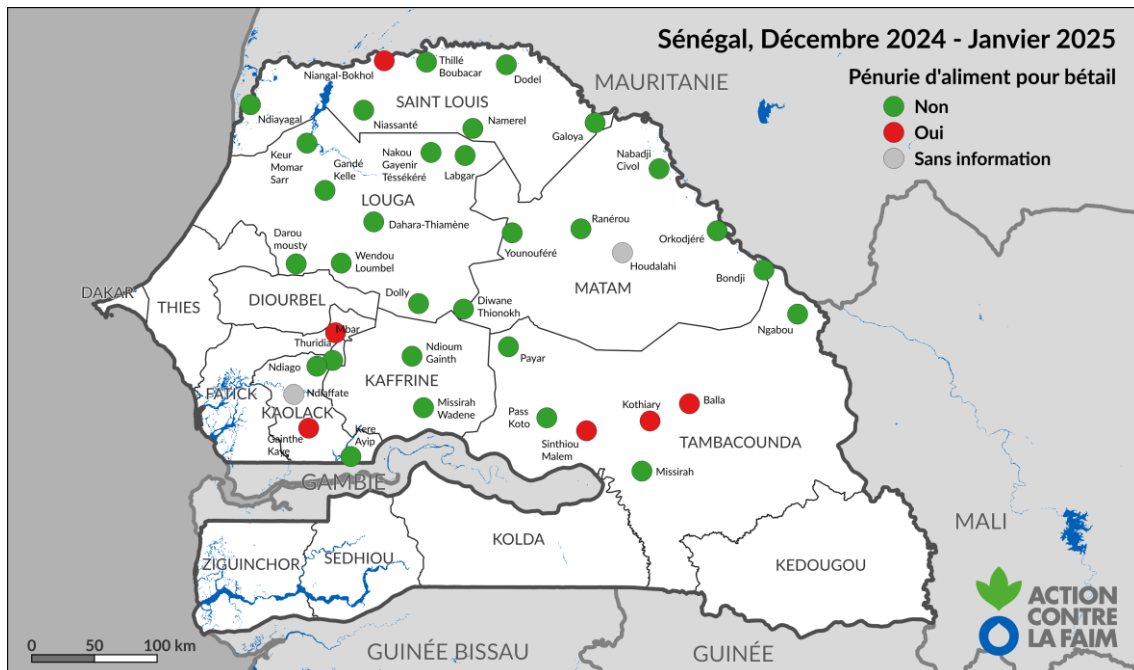 Sénégal, Décembre 2024 - Janvier 2025
Pénurie d'aliment pour bétail
Non
Oui
Sans information
MAURITANIE
Niangal-Bokhol
Thillé
Boubacar
Dodel
SAINT LOUIS
Ndiayagal
Niassanté
Namerel
Galoya
Keur
Momar
Sarr
Gandé
Kelle
Nakou
Gayenir
Téssékéré
Labgar
Nabadji
Civol
LOUGA
Dahara-Thiamène
Ranérou
Orkodjéré
Younouféré
Houdalahi
Darou
mousty
Wendou
Loumbel
Bondji
MATAM
DAKAR
THIES
DIOURBEL
Dolly
Diwane
Thionokh
Ngabou
Mbar
Thuridia
Ndioum
Gainth
Payar
Ndiago
KAFFRINE
FATICK
Ndiaffate
KAOLACK
Missirah
Wadene
Pass
Koto
Kothiary
Balla
Gainthe
Kaye
Kere
Ayip
Sinthiou
Malem
TAMBACOUNDA
Missirah
GAMBIE
MALI
KOLDA
ZIGUINCHOR
SEDHIOU
KEDOUGOU
0 50 100 km
GUINÉE BISSAU
GUINÉE
ACTION
CONTRE
LA FAIM